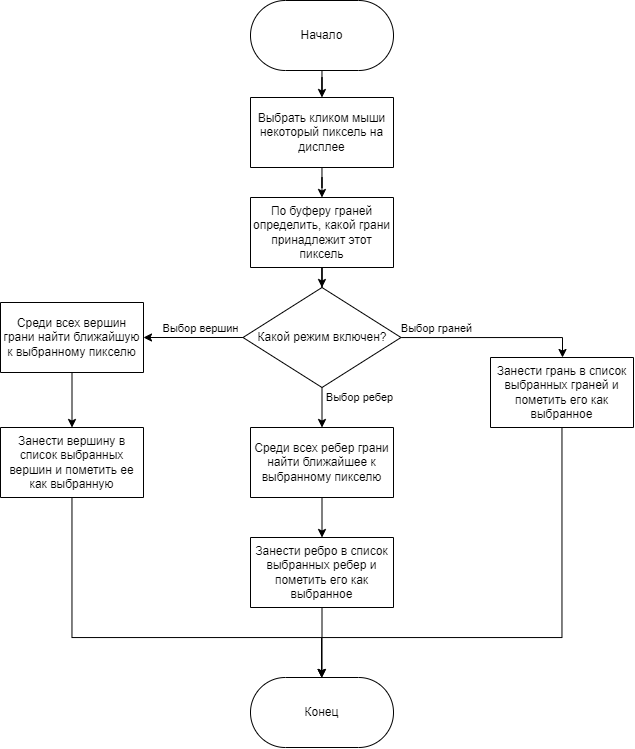 Начало
Выбрать кликом мыши
некоторый пиксель на
дисплее
По буферу граней
определить, какой грани
принадлежит этот
пиксель
Какой режим включен?
Выбор вершин
Выбор граней
Выбор ребер
Среди всех вершин
грани найти ближайшую
к выбранному пикселю
Занести вершину в
список выбранных
вершин и пометить ее
как выбранную
Среди всех ребер грани
найти ближайшее к
выбранному пикселю
Занести ребро в список
выбранных ребер и
пометить его как
выбранное
Занести грань в список
выбранных граней и
пометить его как
выбранное
Конец